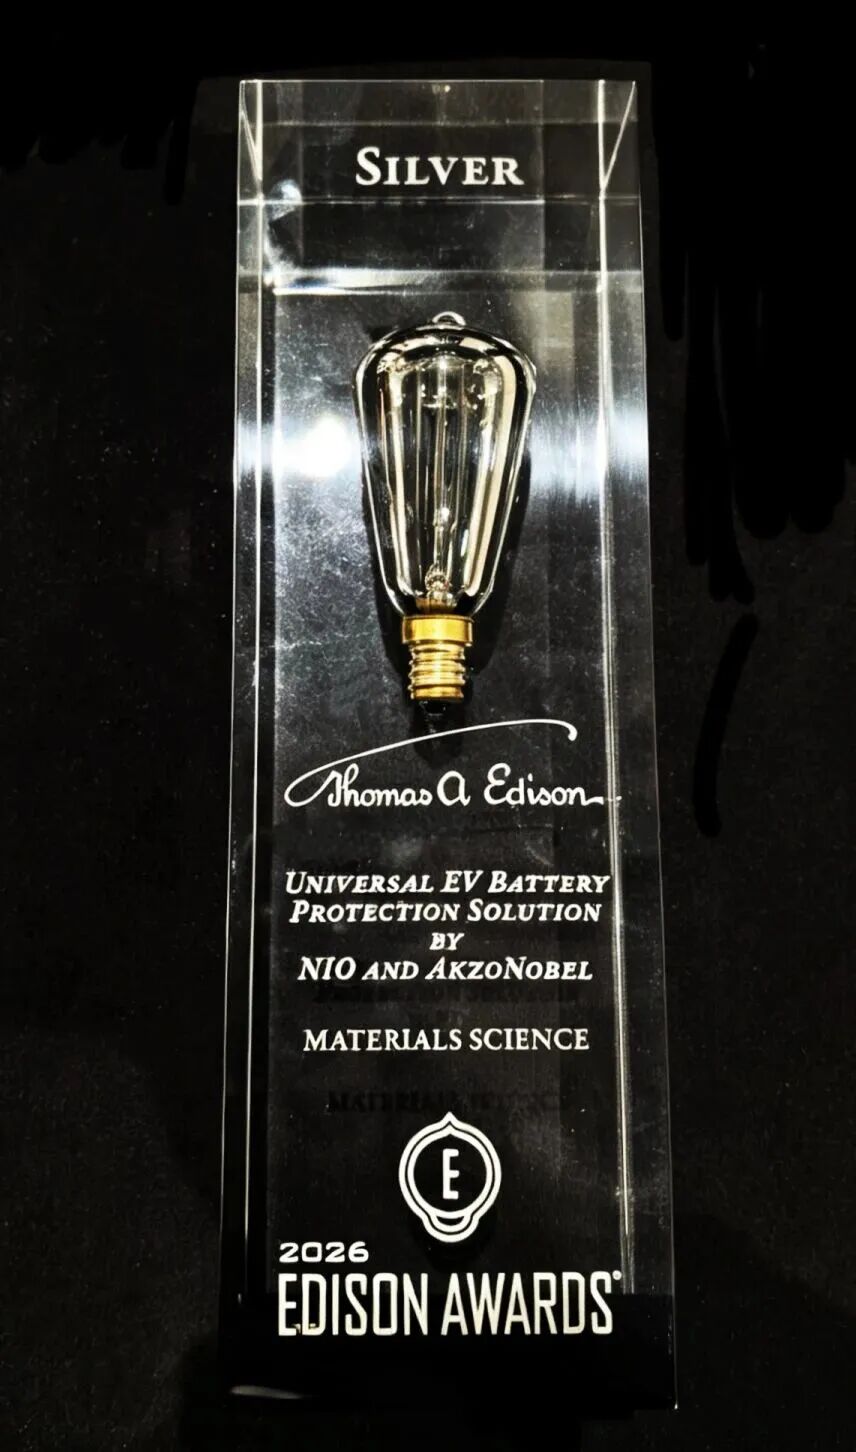 SILVER
Thomas A Edison
UNIVERSAL EV BATTERY
PROTECTION SOLUTION
BY
NIO AND AKZONOBEL
MATERIALS SCIENCE
E
2026
EDISON AWARDS®